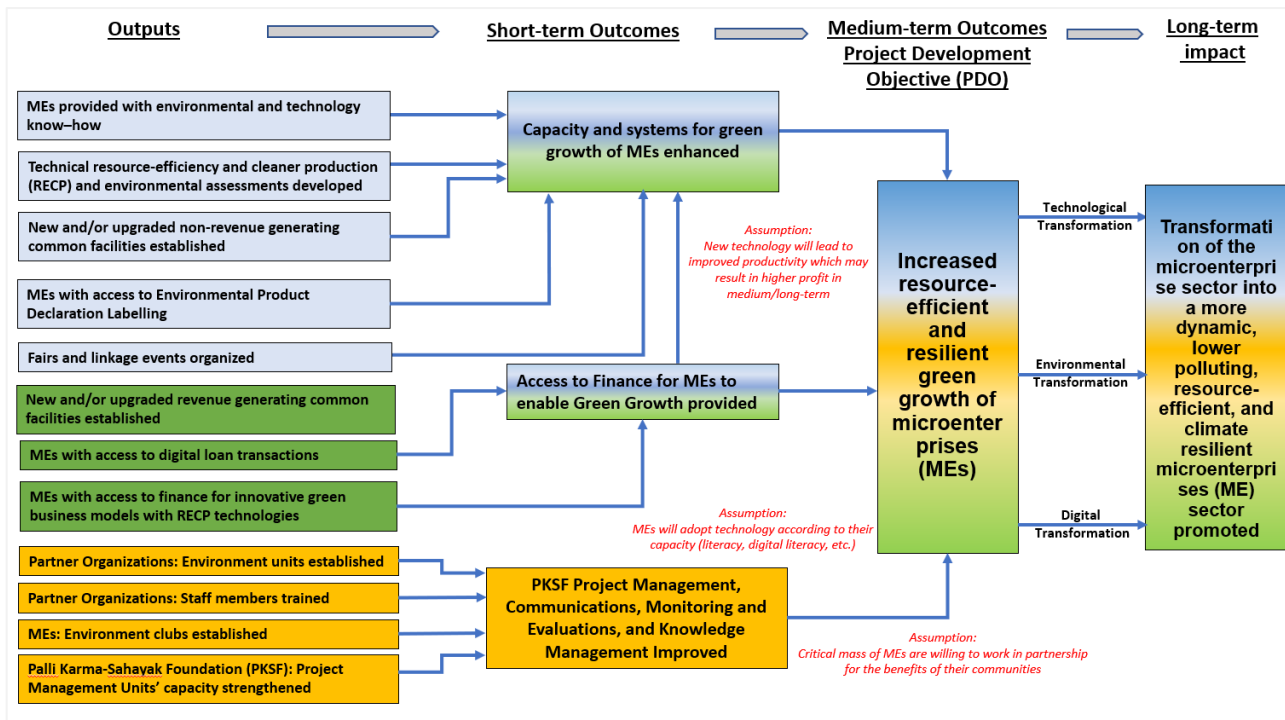 Outputs
Short-term Outcomes
Medium-term Outcomes
Project Development
Objective (PDO)
Long-term
impact
MEs provided with environmental and technology
know–how
Technical resource-efficiency and cleaner production
(RECP) and environmental assessments developed
New and/or upgraded non-revenue generating
common facilities established
MEs with access to Environmental Product
Declaration Labelling
Fairs and linkage events organized
New and/or upgraded revenue generating common
facilities established
MEs with access to digital loan transactions
MEs with access to finance for innovative green
business models with RECP technologies
Partner Organizations: Environment units established
Partner Organizations: Staff members trained
MEs: Environment clubs established
Palli Karma-Sahayak Foundation (PKSF): Project
Management Units’ capacity strengthened
Capacity and systems for green
growth of MEs enhanced
Assumption:
New technology will lead to
improved productivity which may
result in higher profit in
medium/long-term
Access to Finance for MEs to
enable Green Growth provided
Assumption:
MEs will adopt technology according to their
capacity (literacy, digital literacy, etc.)
PKSF Project Management,
Communications, Monitoring and
Evaluations, and Knowledge
Management Improved
Assumption:
Critical mass of MEs are willing to work in partnership
for the benefits of their communities
Increased
resource-
efficient
and
resilient
green
growth of
microenter
prises
(MEs)
Technological
Transformation
Environmental
Transformation
Digital
Transformation
Transformati
on of the
microenterpri
se sector into
a more
dynamic,
lower
polluting,
resource-
efficient, and
climate
resilient
microenterpri
ses (ME)
sector
promoted